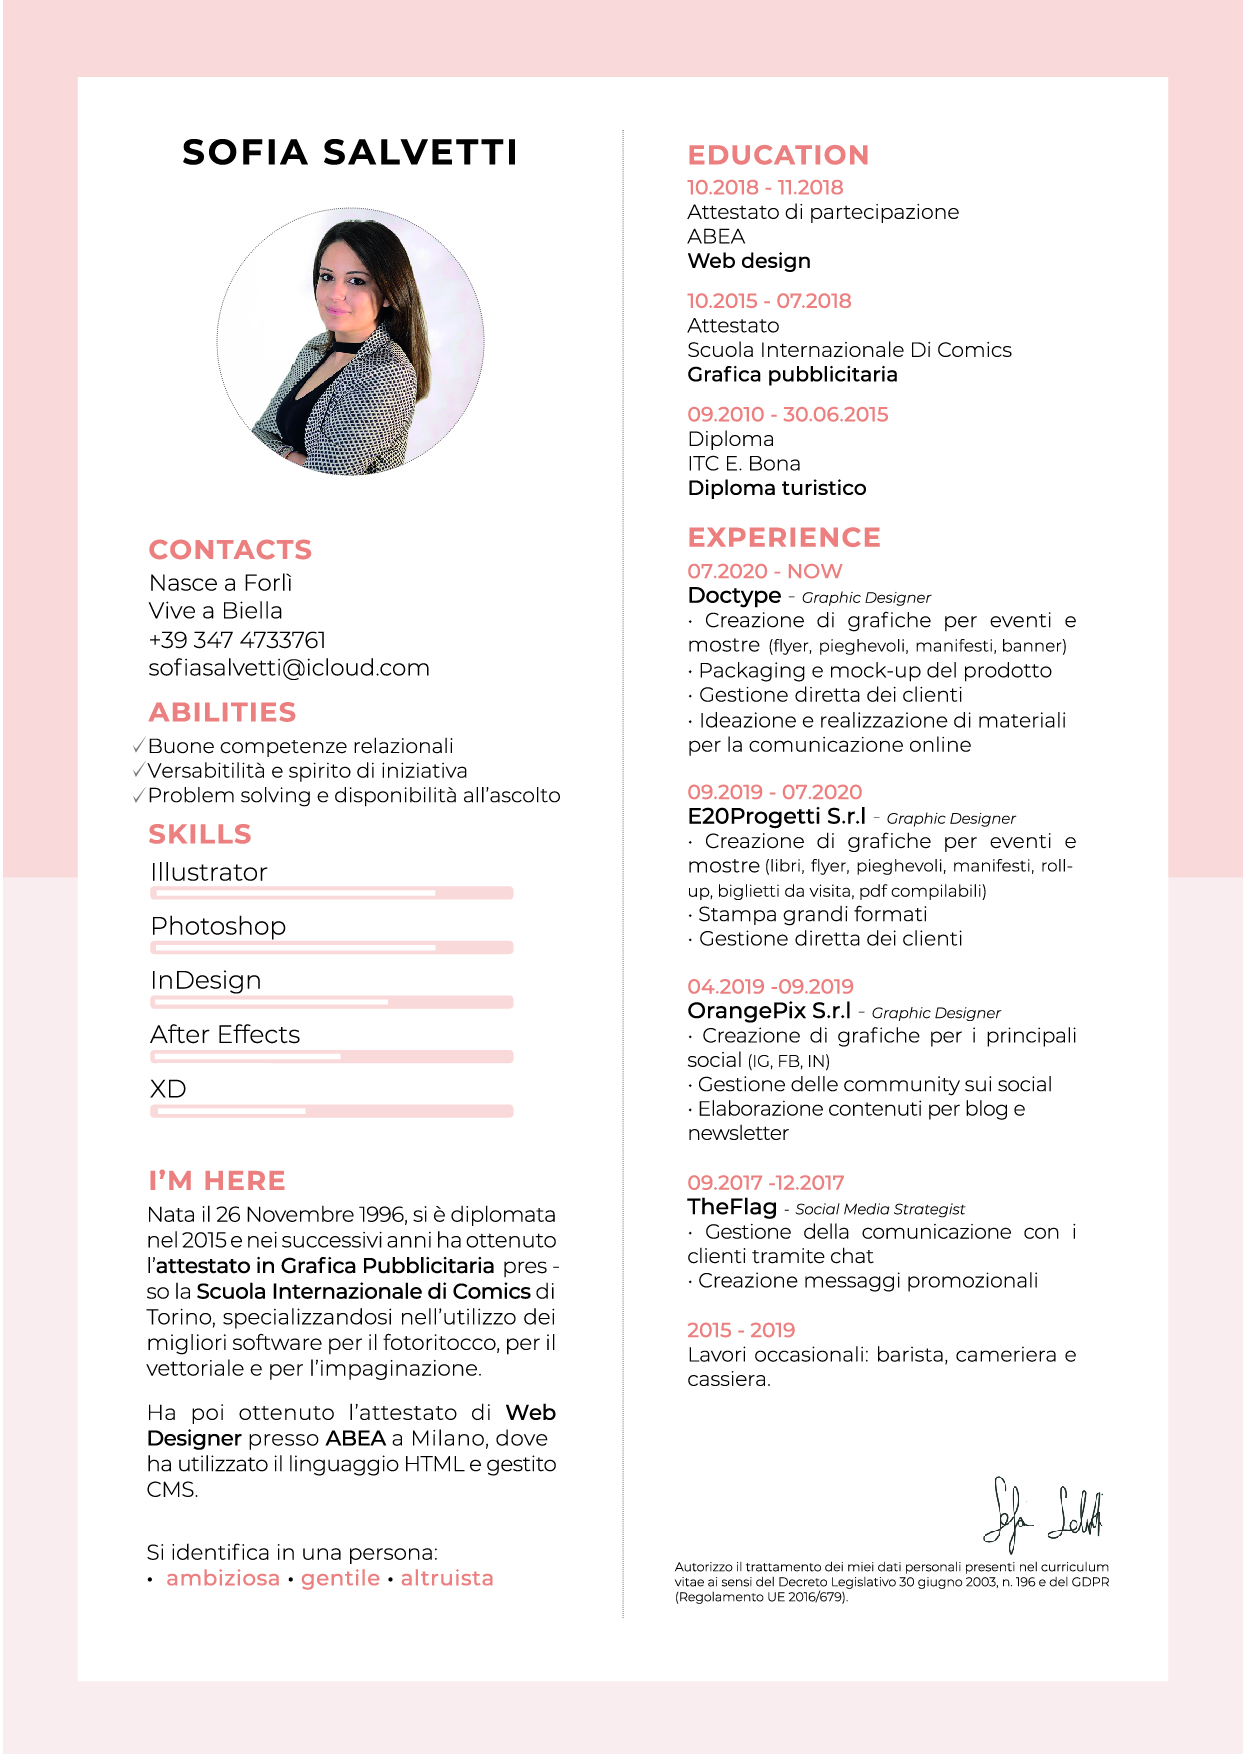 SOFIA SALVETTI
CONTACTS
Nasce a Forlì
Vive a Biella
+39 347 4733761
sofiasalvetti@icloud.com
ABILITIES
✓Buone competenze relazionali
✓Versabitilità e spirito di iniziativa
✓Problem solving e disponibilità all’ascolto
SKILLS
Illustrator
Photoshop
InDesign
After Effects
XD
I’M HERE
Nata il 26 Novembre 1996, si è diplomata
nel 2015 e nei successivi anni ha ottenuto
l’attestato in Grafica Pubblicitaria pres -
so la Scuola Internazionale di Comics di
Torino, specializzandosi nell’utilizzo dei
migliori software per il fotoritocco, per il
vettoriale e per l’impaginazione.
Ha poi ottenuto l’attestato di Web
Designer presso ABEA a Milano, dove
ha utilizzato il linguaggio HTML e gestito
CMS.
Si identifica in una persona:
• ambiziosa • gentile • altruista
EDUCATION
10.2018 - 11.2018
Attestato di partecipazione
ABEA
Web design
10.2015 - 07.2018
Attestato
Scuola Internazionale Di Comics
Grafica pubblicitaria
09.2010 - 30.06.2015
Diploma
ITC E. Bona
Diploma turistico
EXPERIENCE
07.2020 - NOW
Doctype - Graphic Designer
· Creazione di grafiche per eventi e
mostre (flyer, pieghevoli, manifesti, banner)
· Packaging e mock-up del prodotto
· Gestione diretta dei clienti
· Ideazione e realizzazione di materiali
per la comunicazione online
09.2019 - 07.2020
E20Progetti S.r.l - Graphic Designer
· Creazione di grafiche per eventi e
mostre (libri, flyer, pieghevoli, manifesti, roll-
up, biglietti da visita, pdf compilabili)
· Stampa grandi formati
· Gestione diretta dei clienti
04.2019 -09.2019
OrangePix S.r.l - Graphic Designer
· Creazione di grafiche per i principali
social (IG, FB, IN)
· Gestione delle community sui social
· Elaborazione contenuti per blog e
newsletter
09.2017 -12.2017
TheFlag - Social Media Strategist
· Gestione della comunicazione con i
clienti tramite chat
· Creazione messaggi promozionali
2015 - 2019
Lavori occasionali: barista, cameriera e
cassiera.
Sofia Salvetti
Autorizzo il trattamento dei miei dati personali presenti nel curriculum
vitae ai sensi del Decreto Legislativo 30 giugno 2003, n. 196 e del GDPR
(Regolamento UE 2016/679).